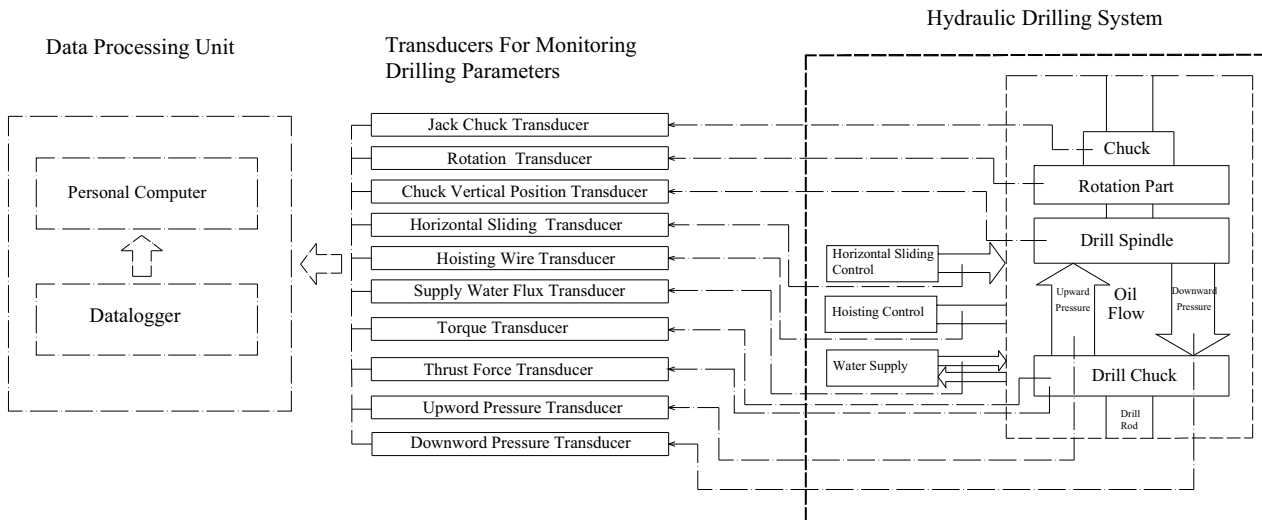 Hydraulic Drilling System
Data Processing Unit
Transducers For Monitoring
Drilling Parameters
Personal Computer
Datalogger
Jack Chuck Transducer
Rotation Transducer
Chuck Vertical Position Transducer
Horizontal Sliding Transducer
Hoisting Wire Transducer
Supply Water Flux Transducer
Torque Transducer
Thrust Force Transducer
Upword Pressure Transducer
Downword Pressure Transducer
Horizontal Sliding
Control
Hoisting Control
Water Supply
Chuck
Rotation Part
Drill Spindle
Upward
Pressure
Oil
Flow
Downward
Pressure
Drill Chuck
Drill
Rod